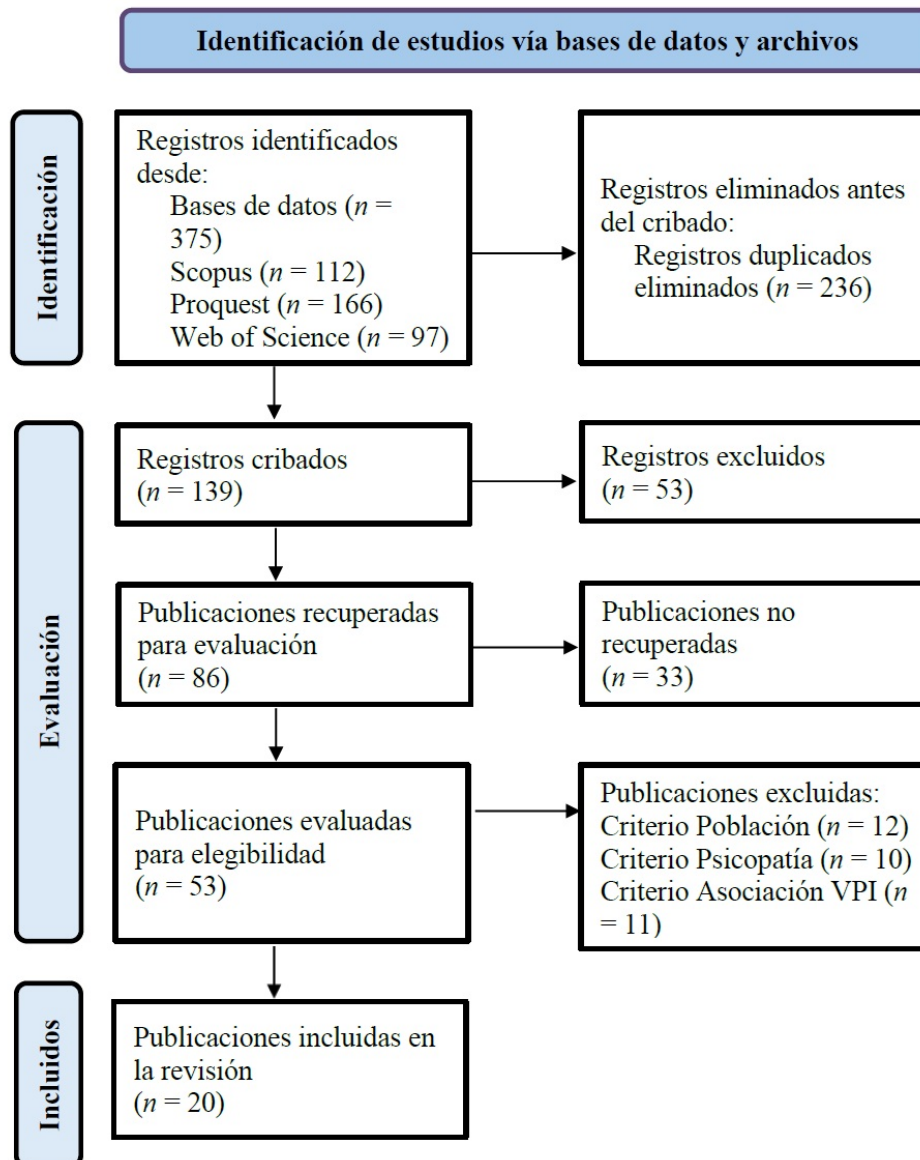 Identificación de estudios vía bases de datos y archivos
Identificación
Registros identificados
desde:
Bases de datos (n =
375)
Scopus (n = 112)
Proquest (n = 166)
Web of Science (n = 97)
Registros eliminados antes
del cribado:
Registros duplicados
eliminados (n = 236)
Evaluación
Registros cribados
(n = 139)
Registros excluidos
(n = 53)
Publicaciones recuperadas
para evaluación
(n = 86)
Publicaciones no
recuperadas
(n = 33)
Publicaciones evaluadas
para elegibilidad
(n = 53)
Publicaciones excluidas:
Criterio Población (n = 12)
Criterio Psicopatía (n = 10)
Criterio Asociación VPI (n
= 11)
Incluidos
Publicaciones incluidas en
la revisión
(n = 20)